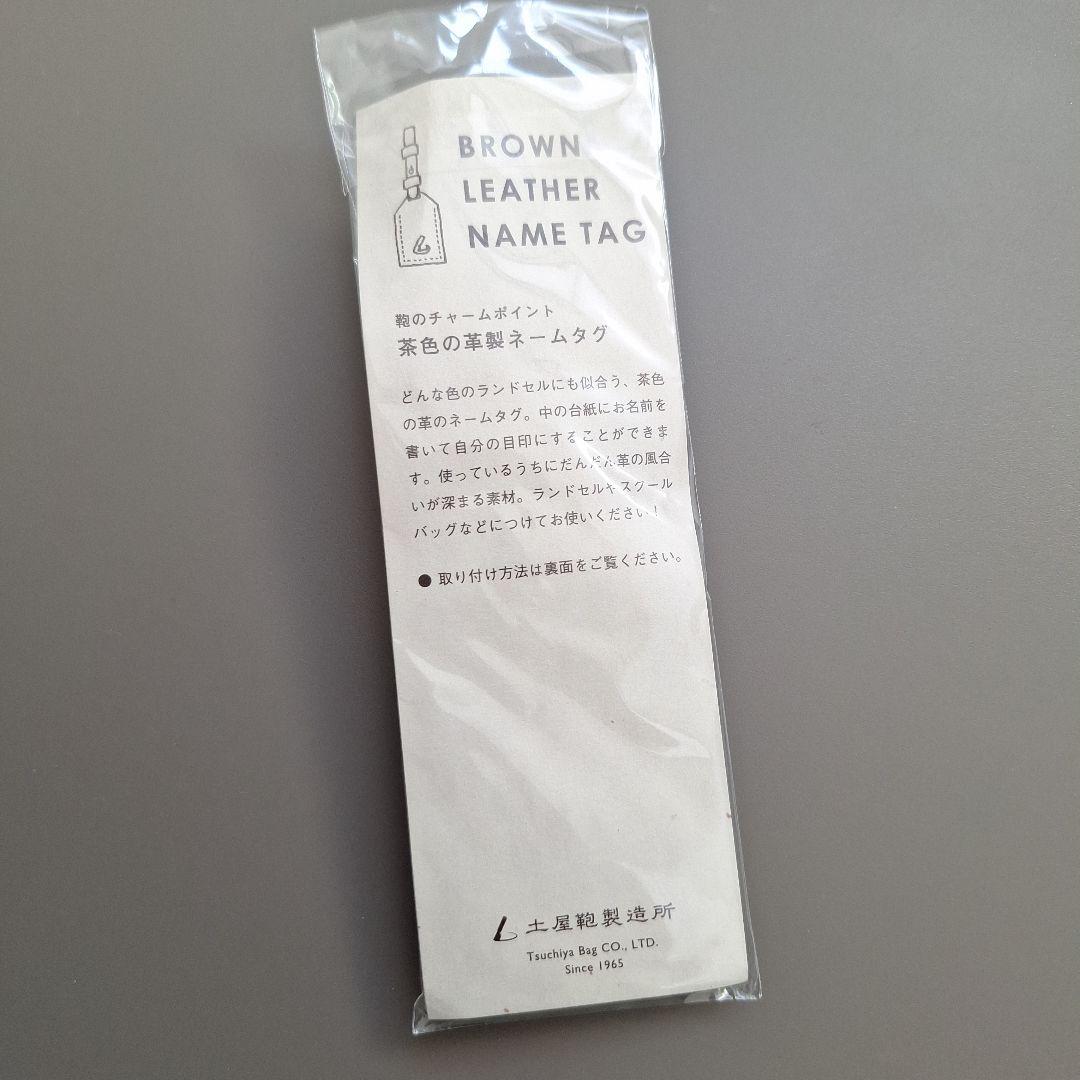 BROWN
LEATHER
NAME TAG
鞄のチャームポイント
茶色の革製ネームタグ
どんな色のランドセルにも似合う、茶色
の革のネームタグ。中の台紙にお名前を
書いて自分の目印にすることができま
す。使っているうちにだんだん革の風合
いが深まる素材。ランドセルやスクール
バッグなどにつけてお使いください！
● 取り付け方法は裏面をご覧ください。
土屋鞄製造所
Tsuchiya Bag CO., LTD.
Since 1965